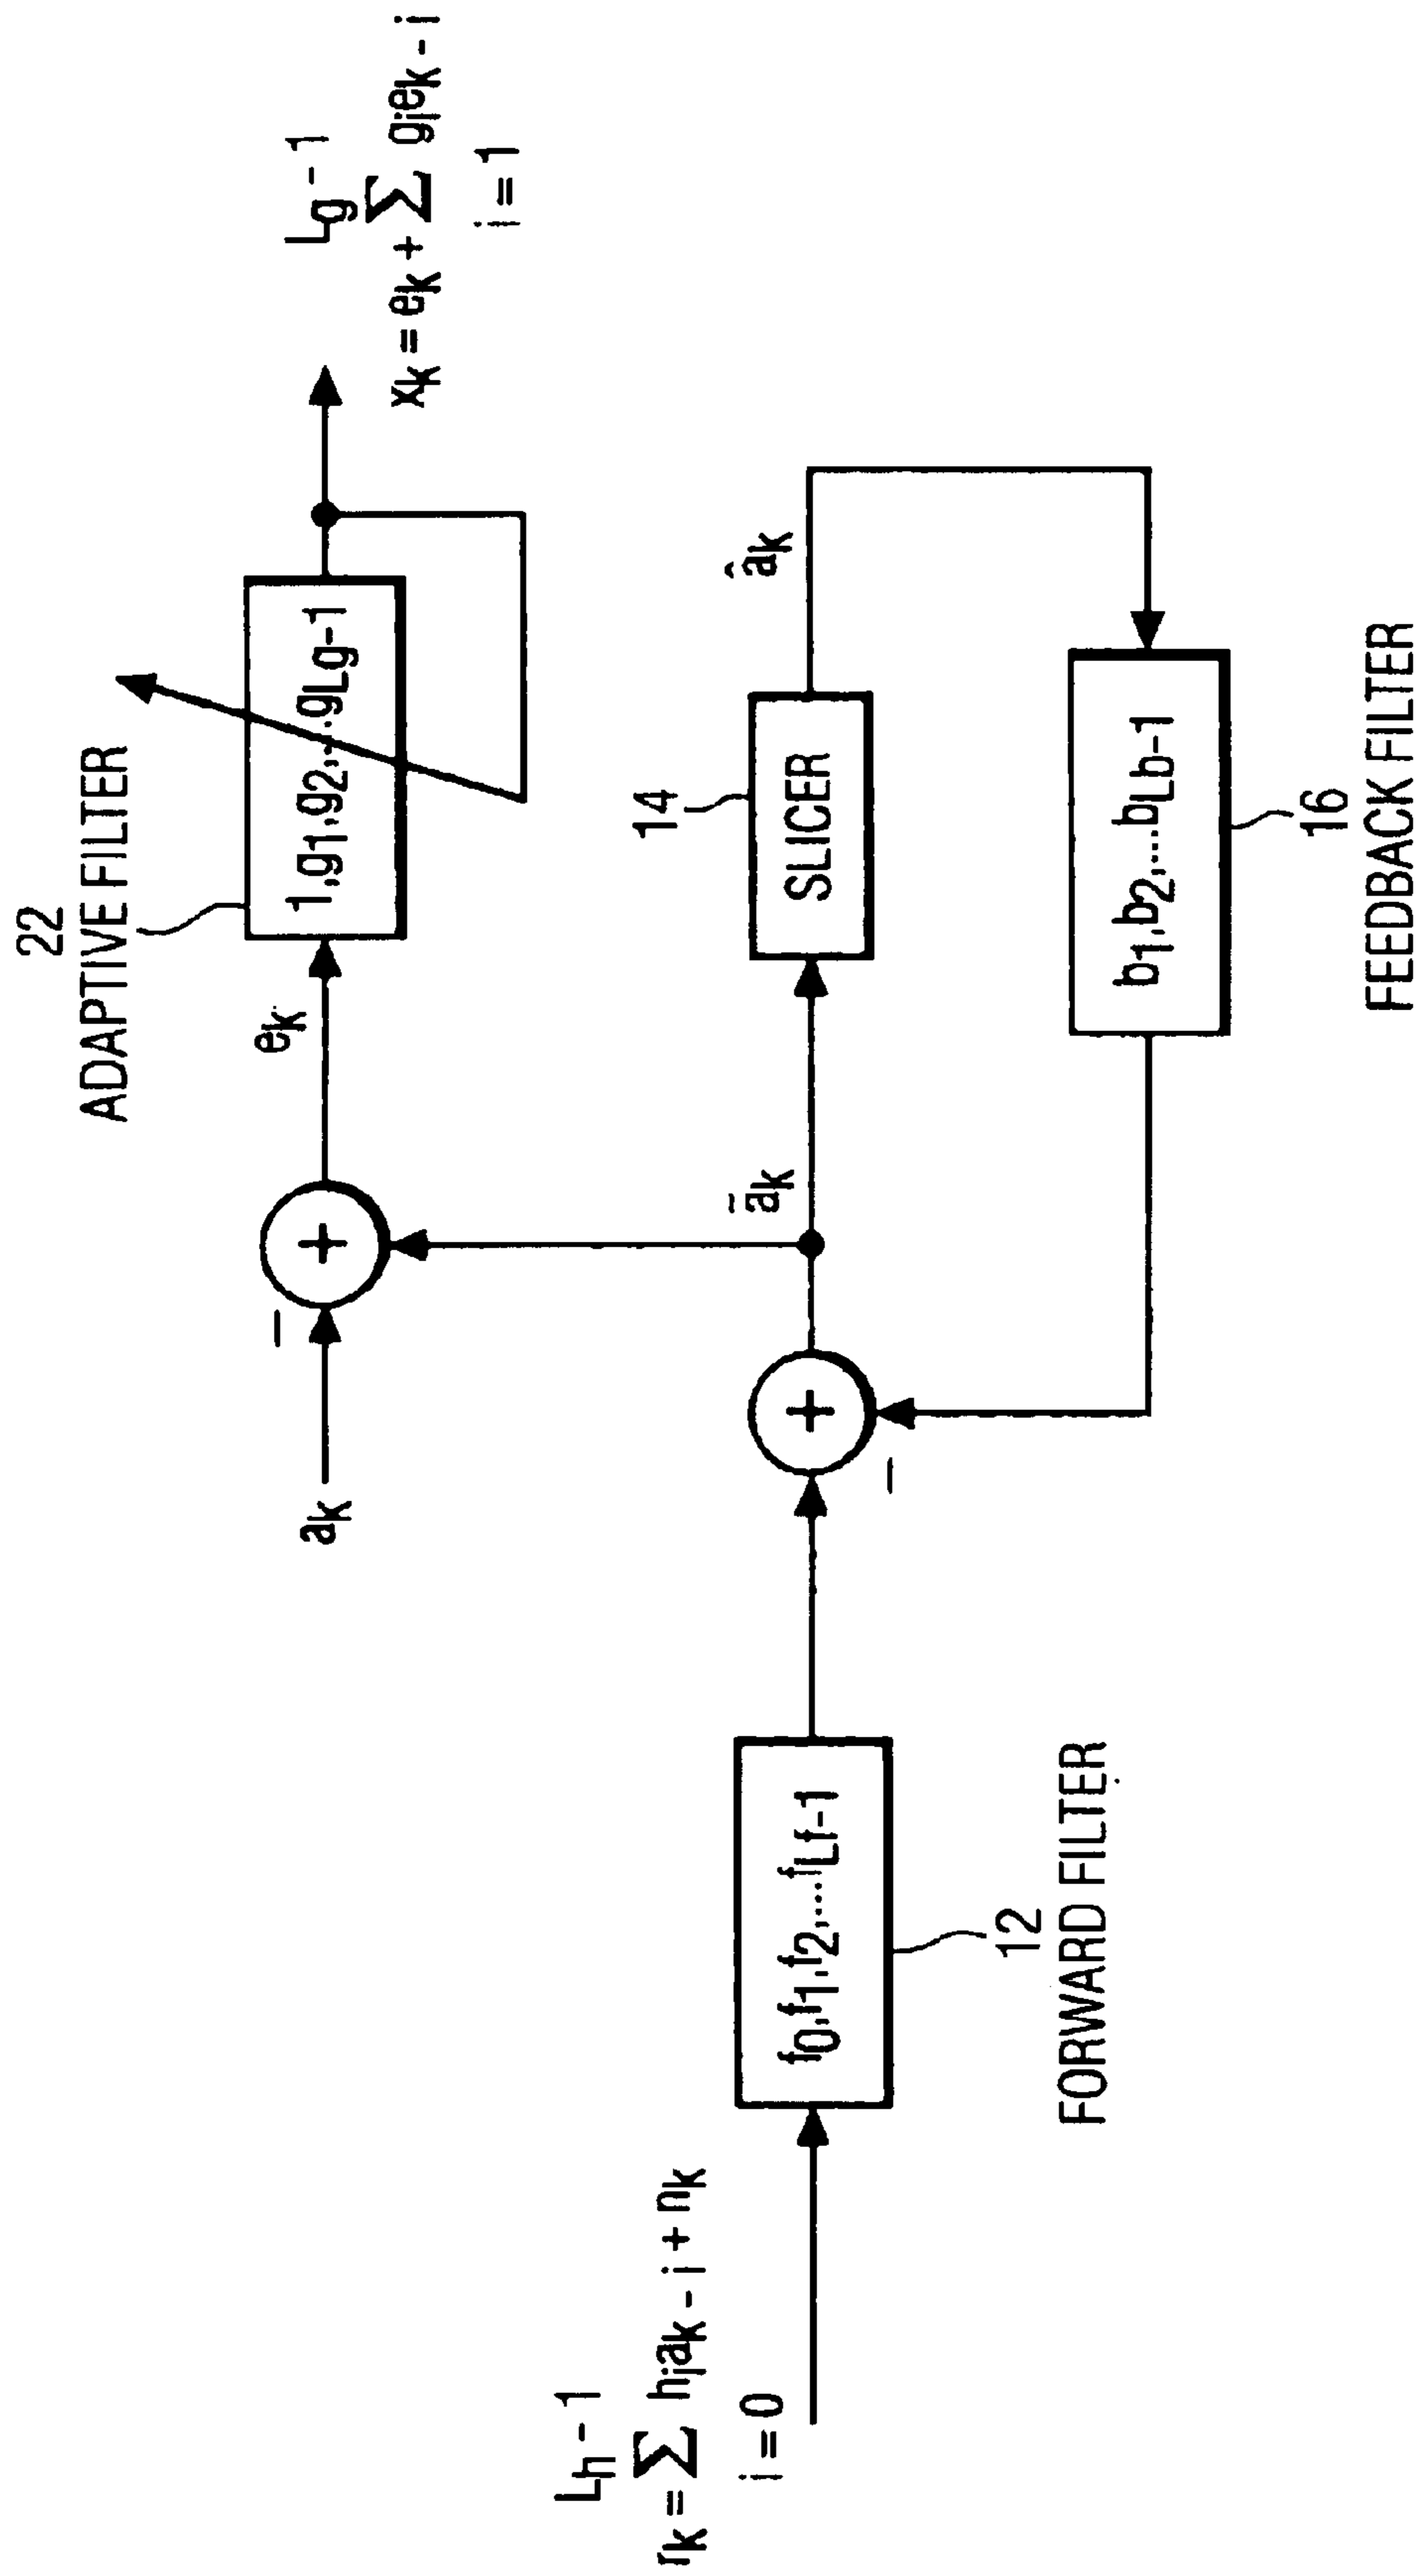 22
ADAPTIVE FILTER
1,g₁,g₂,...gLg-1
eₖ
aₖ
−
+
xₖ = eₖ + Σ gᵢeₖ₋ᵢ
Lg - 1
i = 1
14
SLICER
ãₖ
âₖ
+
−
b₁,b₂,...bLb-1
16
FEEDBACK FILTER
f₀,f₁,f₂,...fLf-1
12
FORWARD FILTER
Lₕ - 1
rₖ = Σ hᵢaₖ₋ᵢ + nₖ
i = 0